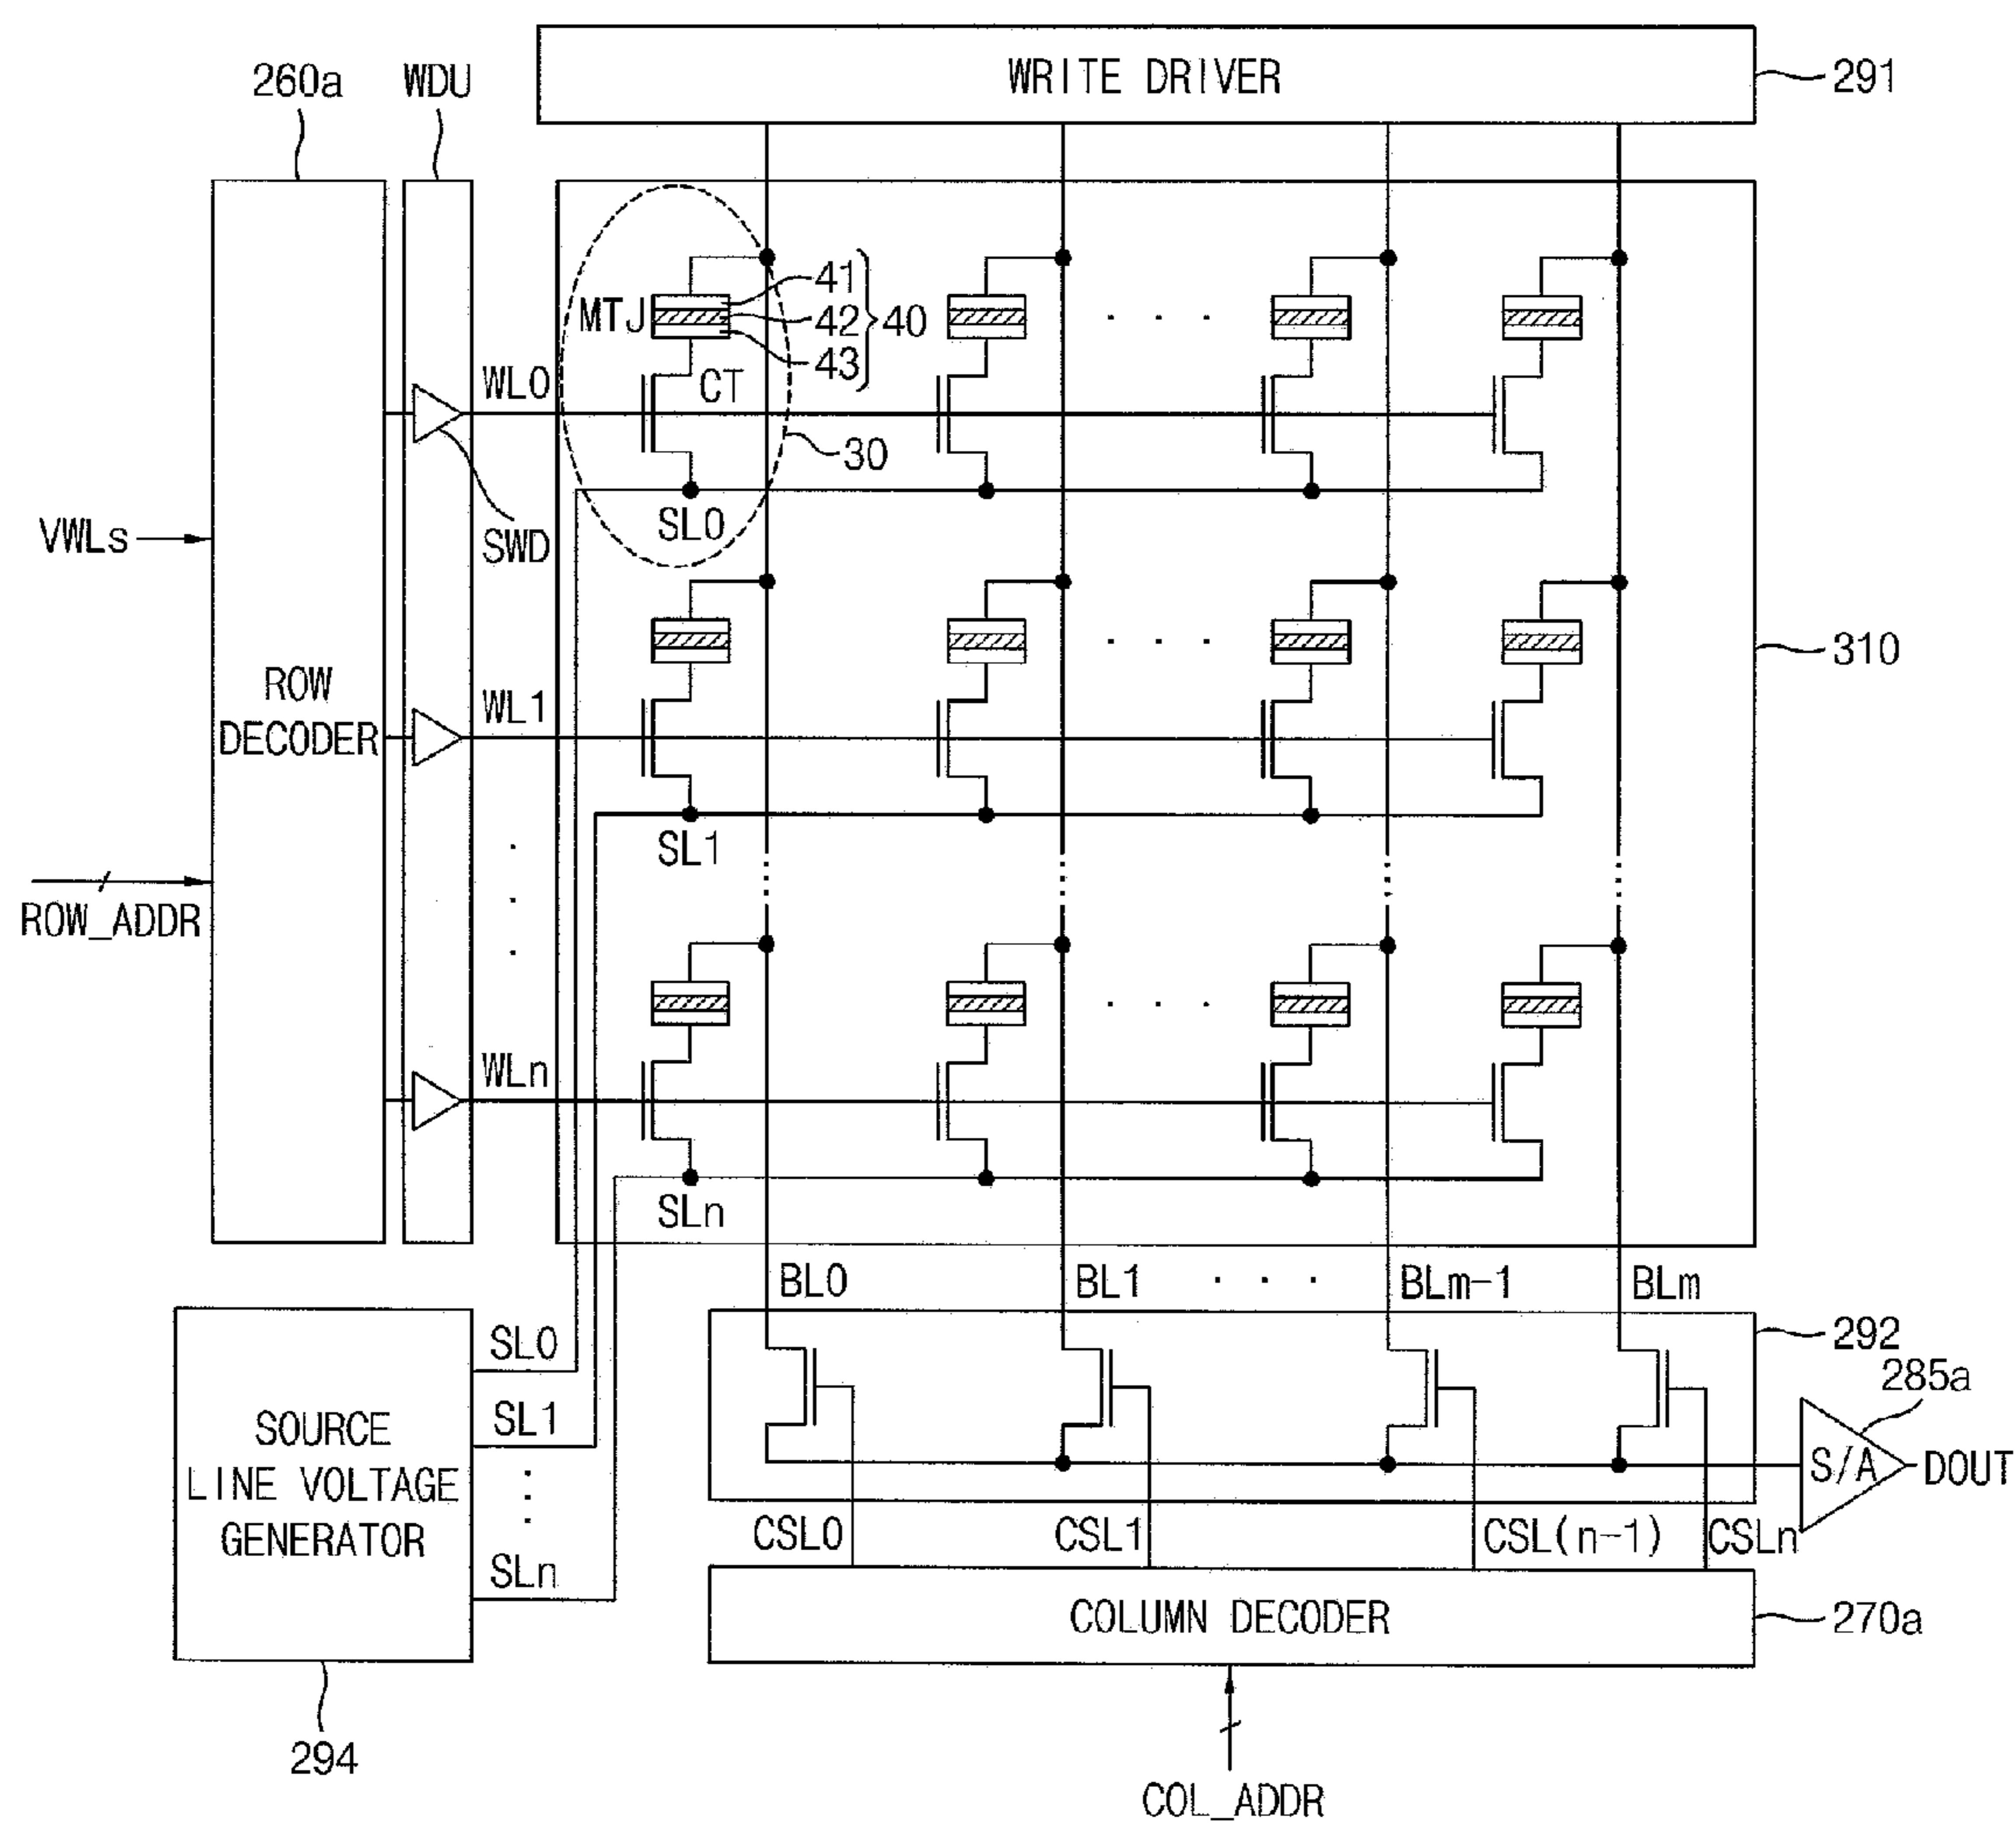 WRITE DRIVER
291
260a
WDU
MTJ
41
42
43
40
CT
WL0
30
VWLs
SWD
SL0
ROW
DECODER
WL1
310
SL1
ROW_ADDR
WLn
SLn
BL0
BL1
BLm-1
BLm
SOURCE
LINE VOLTAGE
GENERATOR
SL0
SL1
SLn
294
292
285a
S/A
DOUT
CSL0
CSL1
CSL(n-1)
CSLn
COLUMN DECODER
270a
COL_ADDR